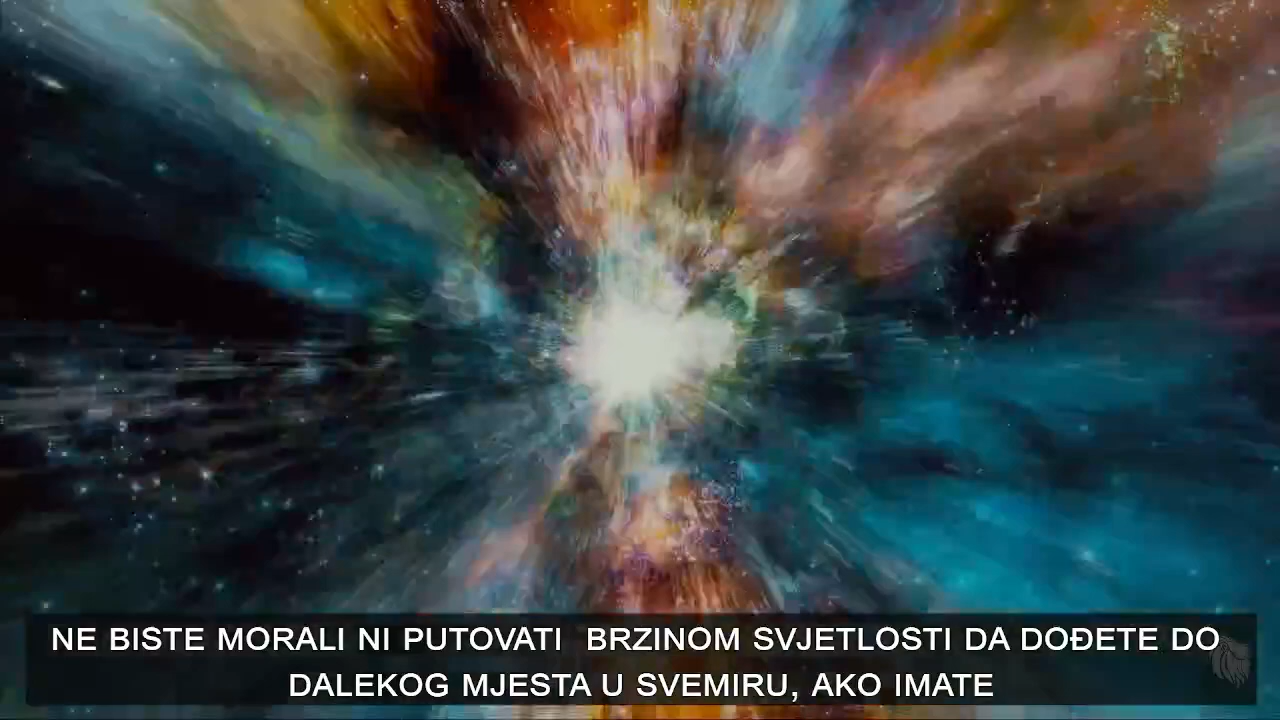 NE BISTE MORALI NI PUTOVATI  BRZINOM SVJETLOSTI DA DOĐETE DO
DALEKOG MJESTA U SVEMIRU, AKO IMATE